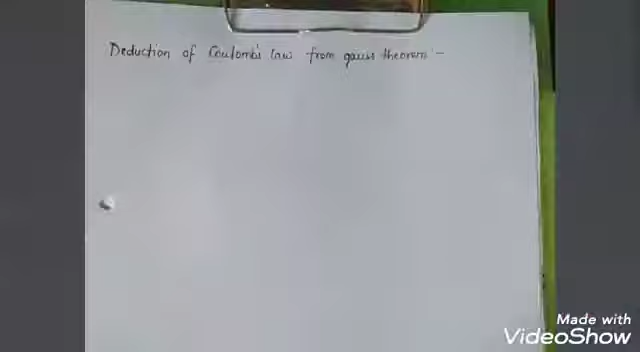 Deduction of Coulomb's law from gauss theorem :-
Made with
VideoShow